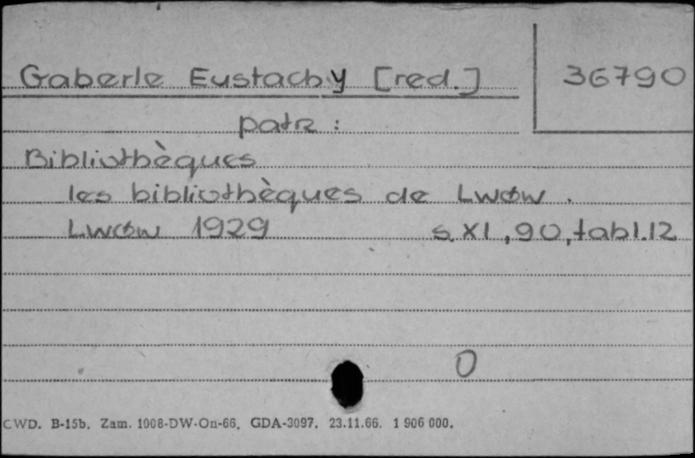 Gaberle Eustachy [red.] 36790
patrz :
Bibliothèques
les bibliothèques de Lwów .
Lwów 1929 s. XI, 90, tabl. 12
0
CWD. B-15b. Zam. 1008-DW-On-66. GDA-3097. 23.11.66. 1 906 000.